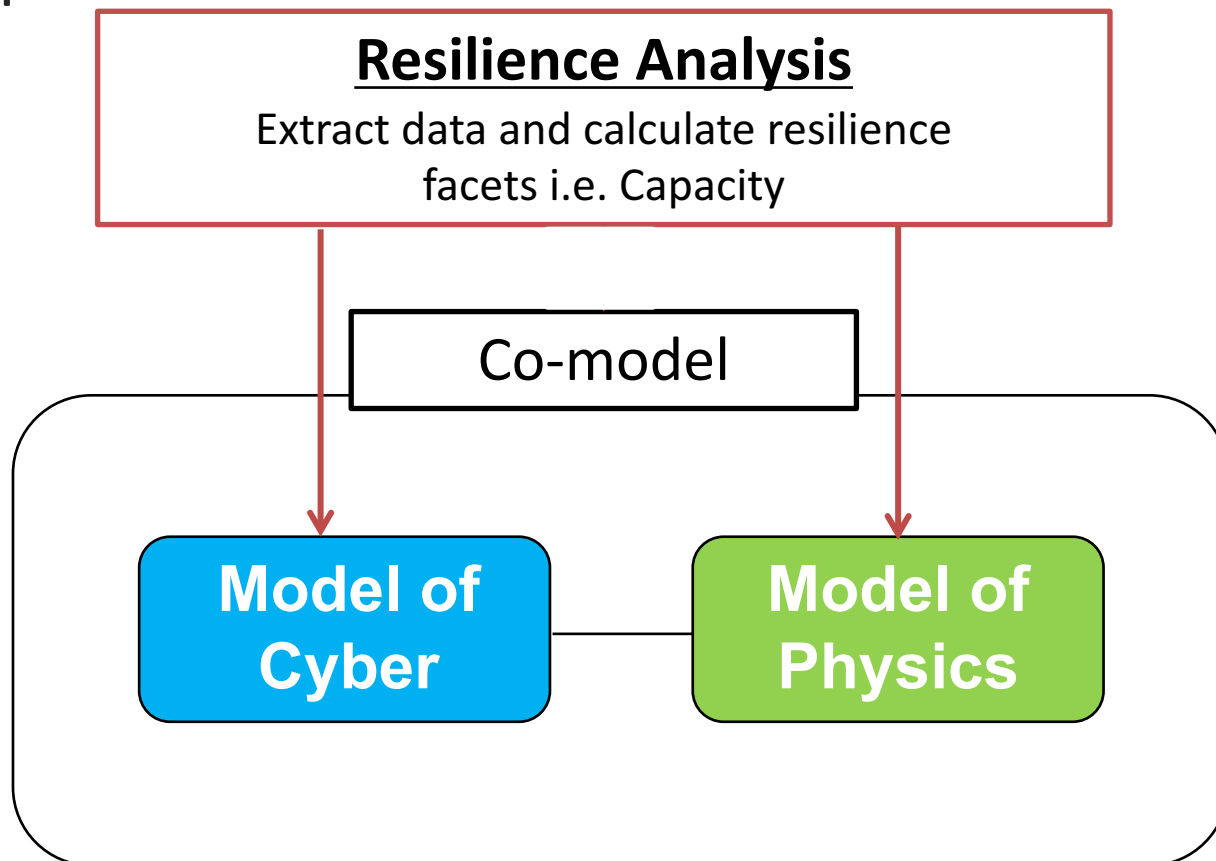 Resilience Analysis
Extract data and calculate resilience
facets i.e. Capacity
Co-model
Model of
Cyber
Model of
Physics